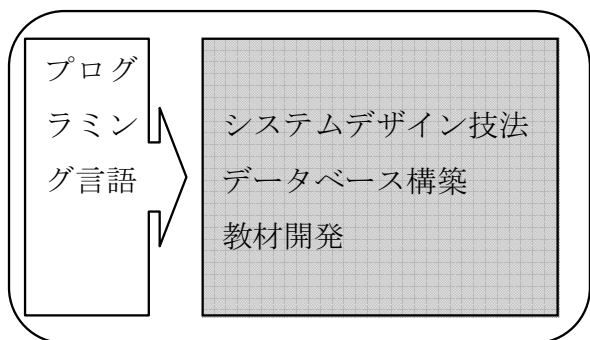 プログ
ラミン
グ言語
システムデザイン技法
データベース構築
教材開発